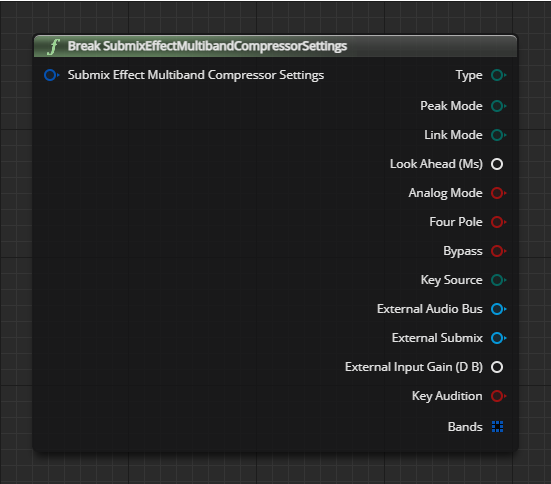 f Break SubmixEffectMultibandCompressorSettings
Submix Effect Multiband Compressor Settings Type
Peak Mode
Link Mode
Look Ahead (Ms)
Analog Mode
Four Pole
Bypass
Key Source
External Audio Bus
External Submix
External Input Gain (D B)
Key Audition
Bands